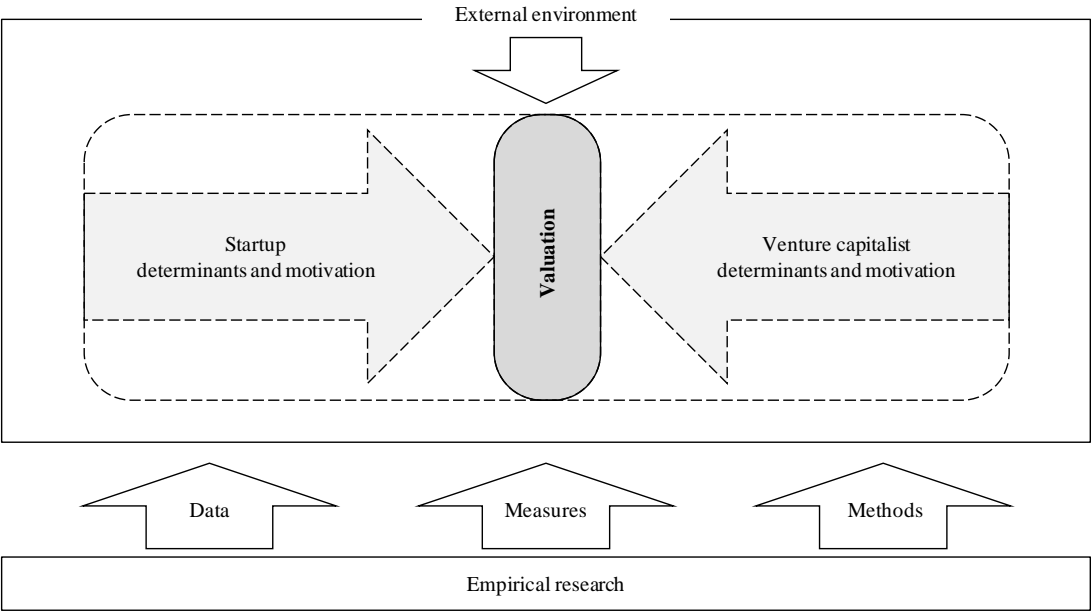 External environment
Startup
determinants and motivation
Valuation
Venture capitalist
determinants and motivation
Data
Measures
Methods
Empirical research